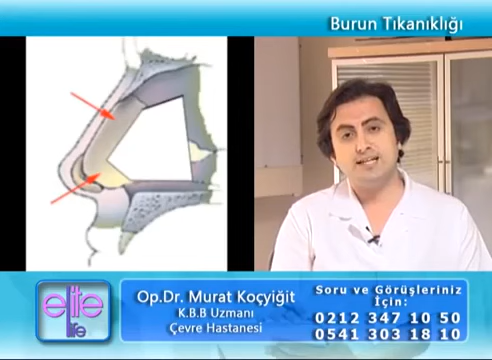 Burun Tıkanıklığı
elite
life
Op.Dr. Murat Koçyiğit
K.B.B Uzmanı
Çevre Hastanesi
Soru ve Görüşleriniz
İçin:
0212 347 10 50
0541 303 18 10